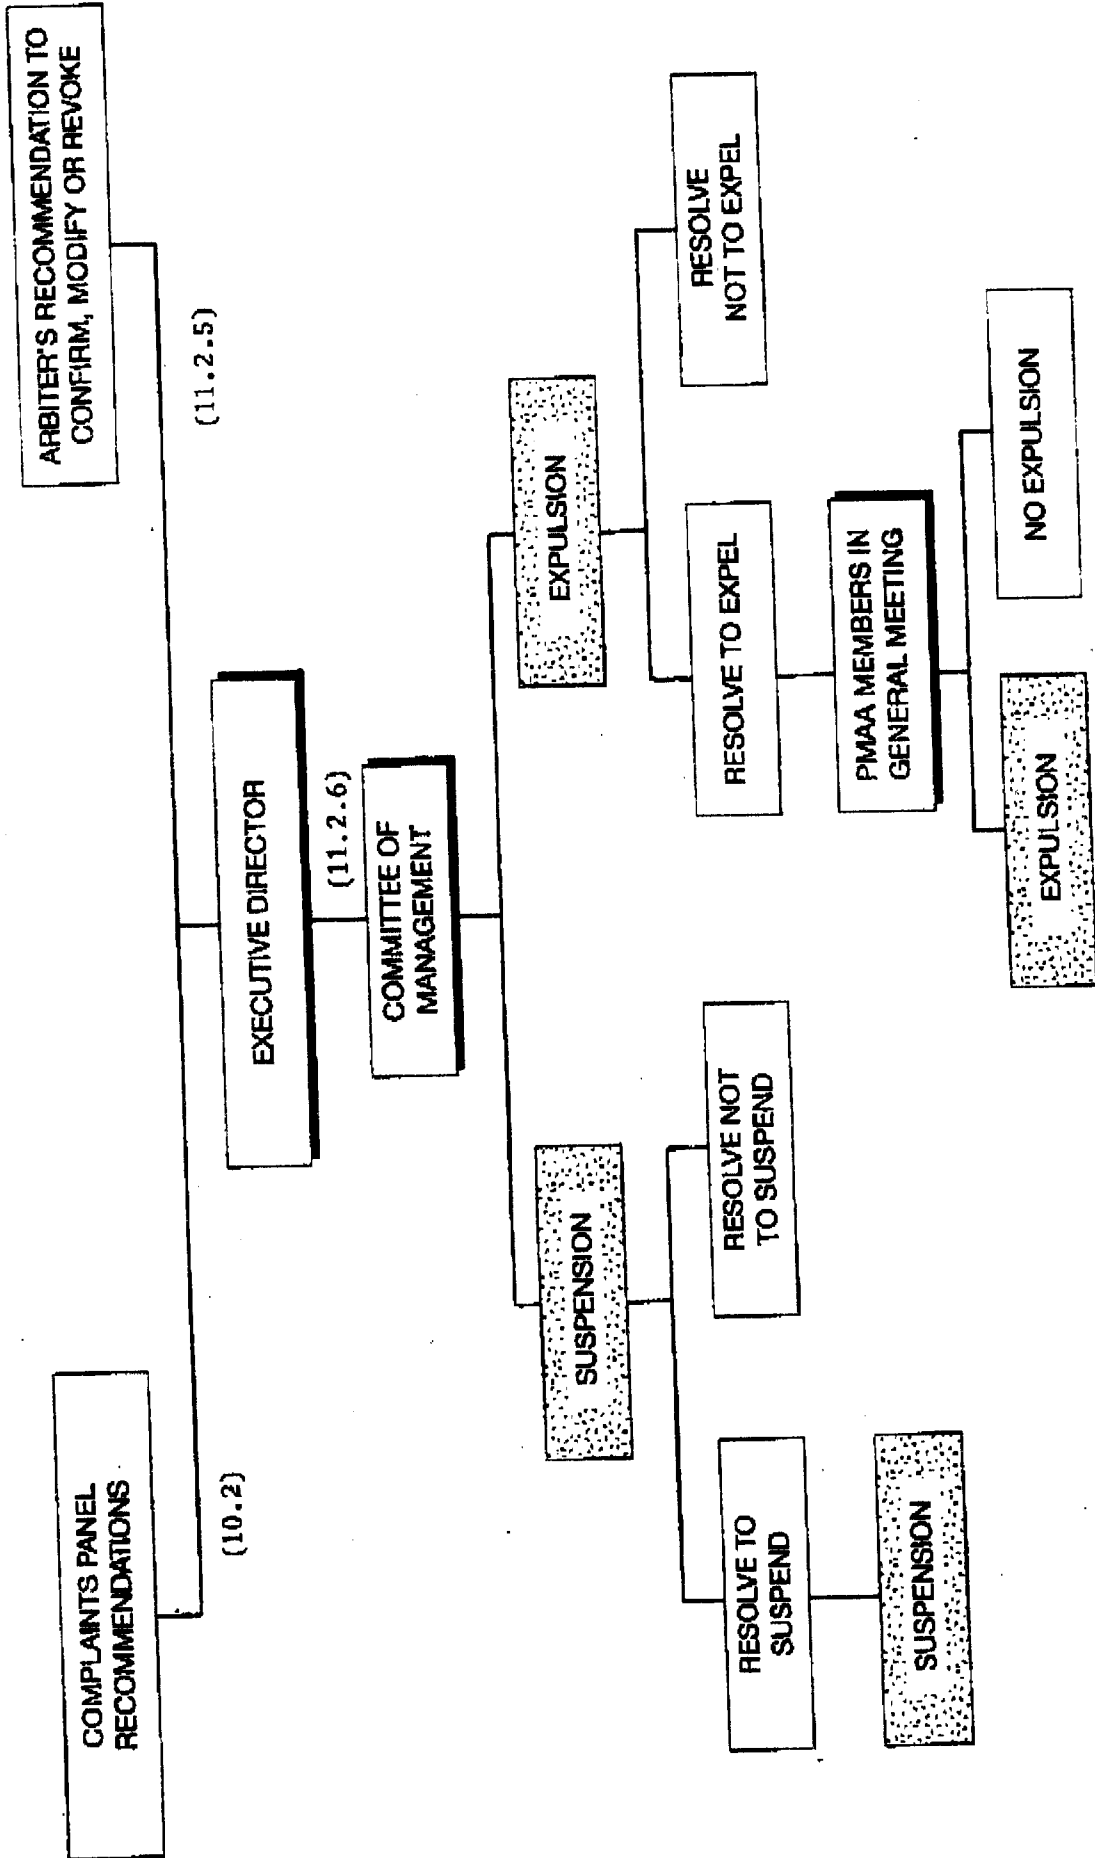 COMPLAINTS PANEL
RECOMMENDATIONS
ARBITER'S RECOMMENDATION TO
CONFIRM, MODIFY OR REVOKE
(10.2)
(11.2.5)
EXECUTIVE DIRECTOR
(11.2.6)
COMMITTEE OF
MANAGEMENT
SUSPENSION
EXPULSION
RESOLVE TO
SUSPEND
RESOLVE NOT
TO SUSPEND
RESOLVE TO EXPEL
RESOLVE
NOT TO EXPEL
SUSPENSION
PMAA MEMBERS IN
GENERAL MEETING
EXPULSION
NO EXPULSION